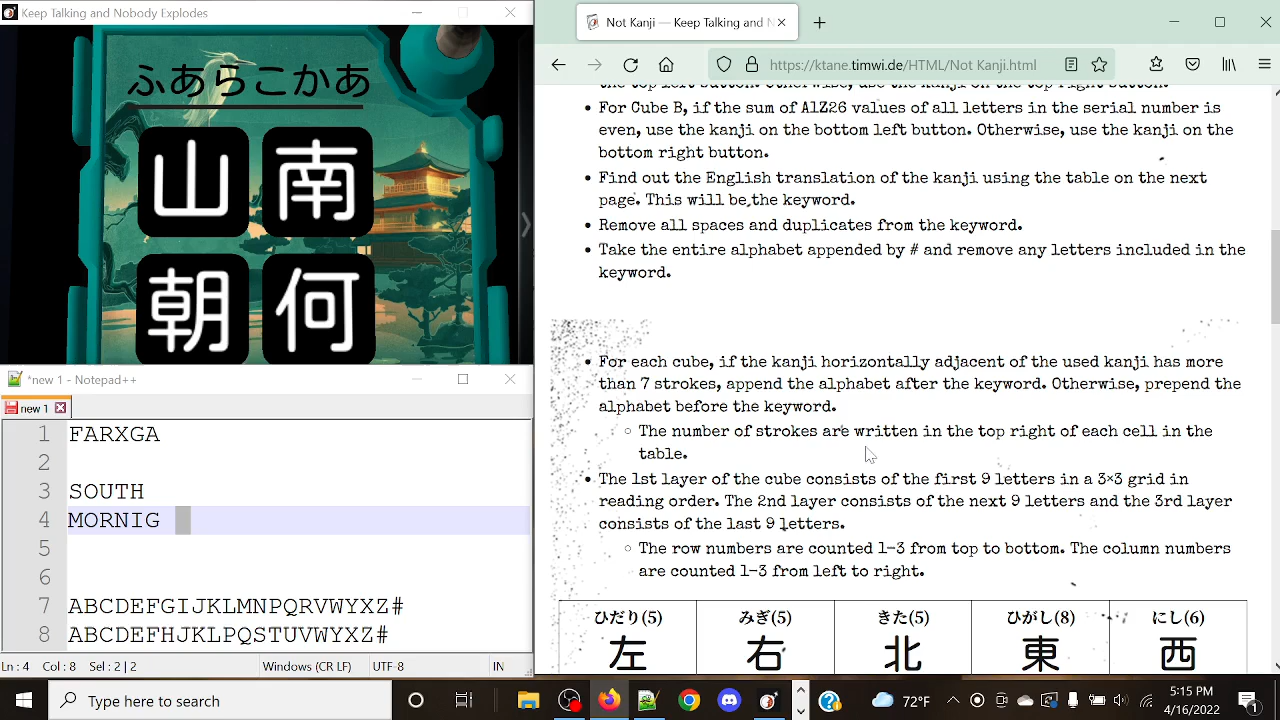 Keep Talking and Nobody Explodes
ふあらこかあ
山 南
朝 何
*new 1 - Notepad++
new 1
1 FARXGA
2
3 SOUTH
4 MORNIG
5
6
7 ABCDEFGIJKLMNPQRVWYXZ#
8 ABCDEFHJKLPQSTUVWYXZ#
Ln : 4 Col : 8 Sel : 2 | 2 Windows (CR LF) UTF-8 IN
Not Kanji — Keep Talking and N
https://ktane.timwi.de/HTML/Not Kanji.html
the top left button. Otherwise, use the kanji on the top right button.
• For Cube B, if the sum of A1Z26 values of all letters in the serial number is
even, use the kanji on the bottom left button. Otherwise, use the kanji on the
bottom right button.
• Find out the English translation of the kanji using the table on the next
page. This will be the keyword.
• Remove all spaces and duplicates from the keyword.
• Take the entire alphabet appended by # and remove any letters included in the
keyword.
• For each cube, if the kanji horizontally adjacent of the used kanji has more
than 7 strokes, append the alphabet after the keyword. Otherwise, prepend the
alphabet before the keyword.
○ The number of strokes are written in the top right of each cell in the
table.
• The 1st layer of the cube consists of the first 9 letters in a 3×3 grid in
reading order. The 2nd layer consists of the next 9 letters and the 3rd layer
consists of the last 9 letters.
○ The row numbers are counted 1-3 from top to bottom. The column numbers
are counted 1-3 from left to right.
ひだり(5) みぎ(5) きた(5) ひがし(8) にし(6)
左 右 北 東 西
Type here to search
72°F
5:15 PM
4/16/2022
1